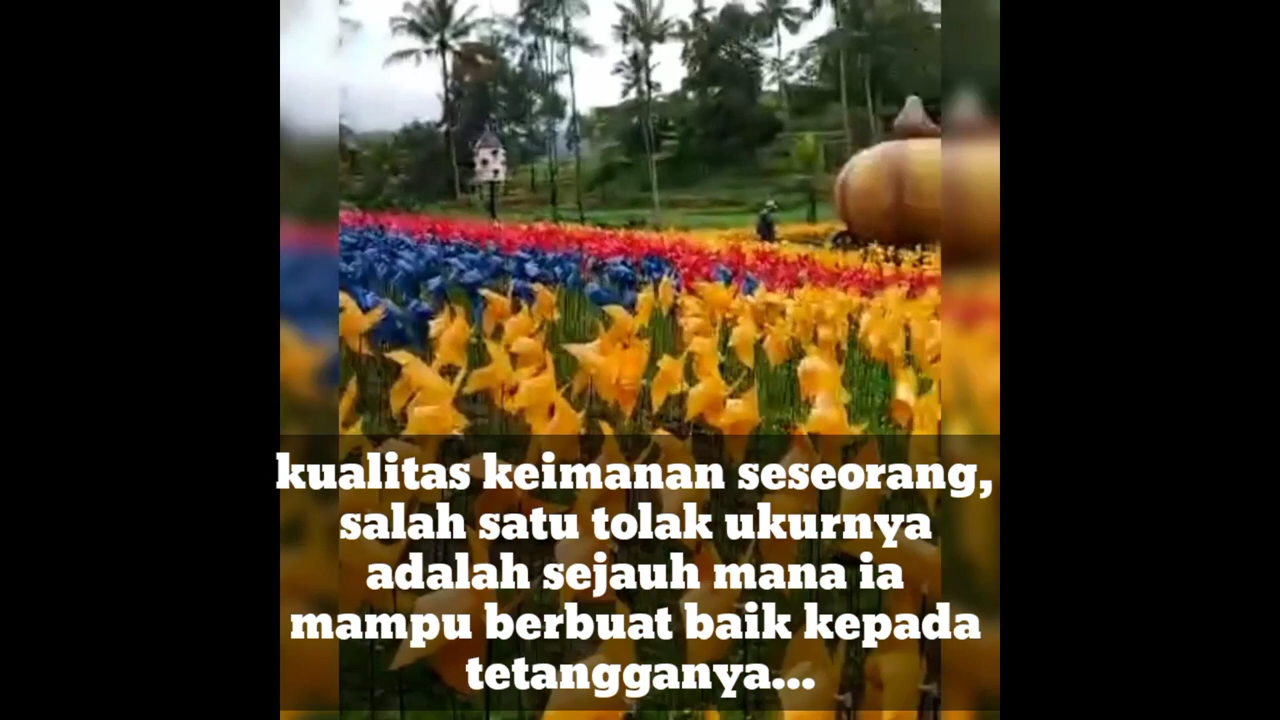 kualitas keimanan seseorang,
salah satu tolak ukurnya
adalah sejauh mana ia
mampu berbuat baik kepada
tetangganya...